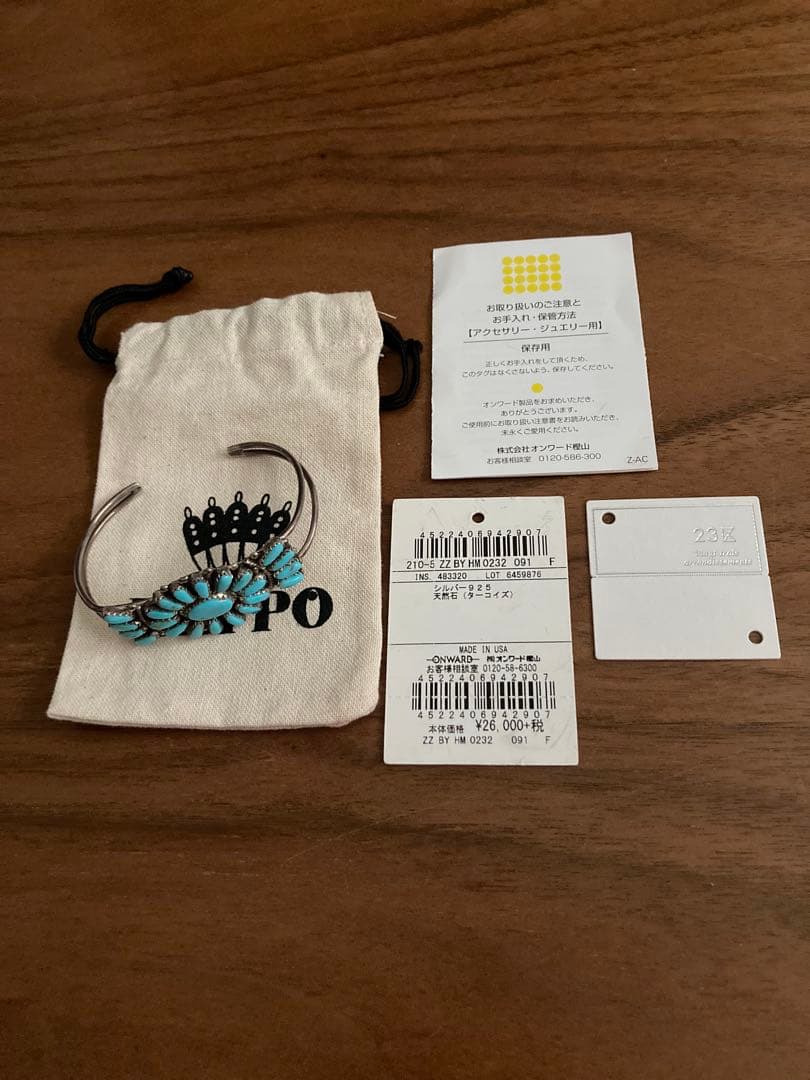 PO
お取り扱いのご注意と
お手入れ・保管方法
【アクセサリー・ジュエリー用】
保存用
正しくお手入れをして頂くため、
このタグはなくさないよう、保存してください。
オンワード製品をお求めいただき、
ありがとうございます。
ご使用前にお取り扱い注意書をお読みいただき、
末永くご愛用ください。
株式会社オンワード樫山
お客様相談室 0120-586-300
Z-AC
4522406942907
210-5 ZZ BY HM 0232 091 F
INS. 483320 LOT 6459876
シルバー925
天然石(ターコイズ)
MADE IN USA
ONWARD ㈱オンワード樫山
お客様相談室 0120-58-6300
4522406942907
4522406942907
本体価格 ¥26,000+税
ZZ BY HM 0232 091 F
23区